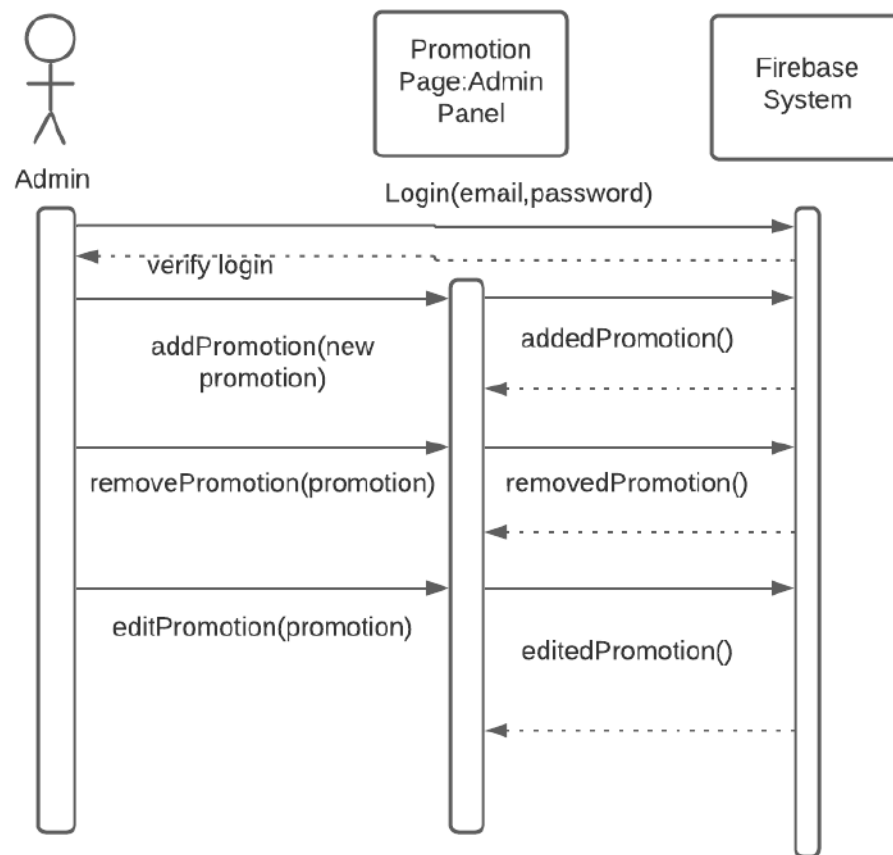 Promotion
Page:Admin
Panel
Firebase
System
Admin
Login(email,password)
verify login
addPromotion(new
promotion)
addedPromotion()
removePromotion(promotion)
removedPromotion()
editPromotion(promotion)
editedPromotion()